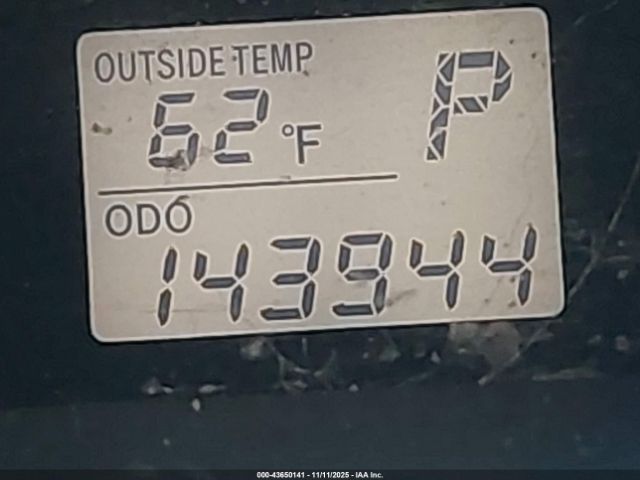 OUTSIDE TEMP
62°F P
ODO
143944
000-43650141 - 11/11/2025 - IAA Inc.